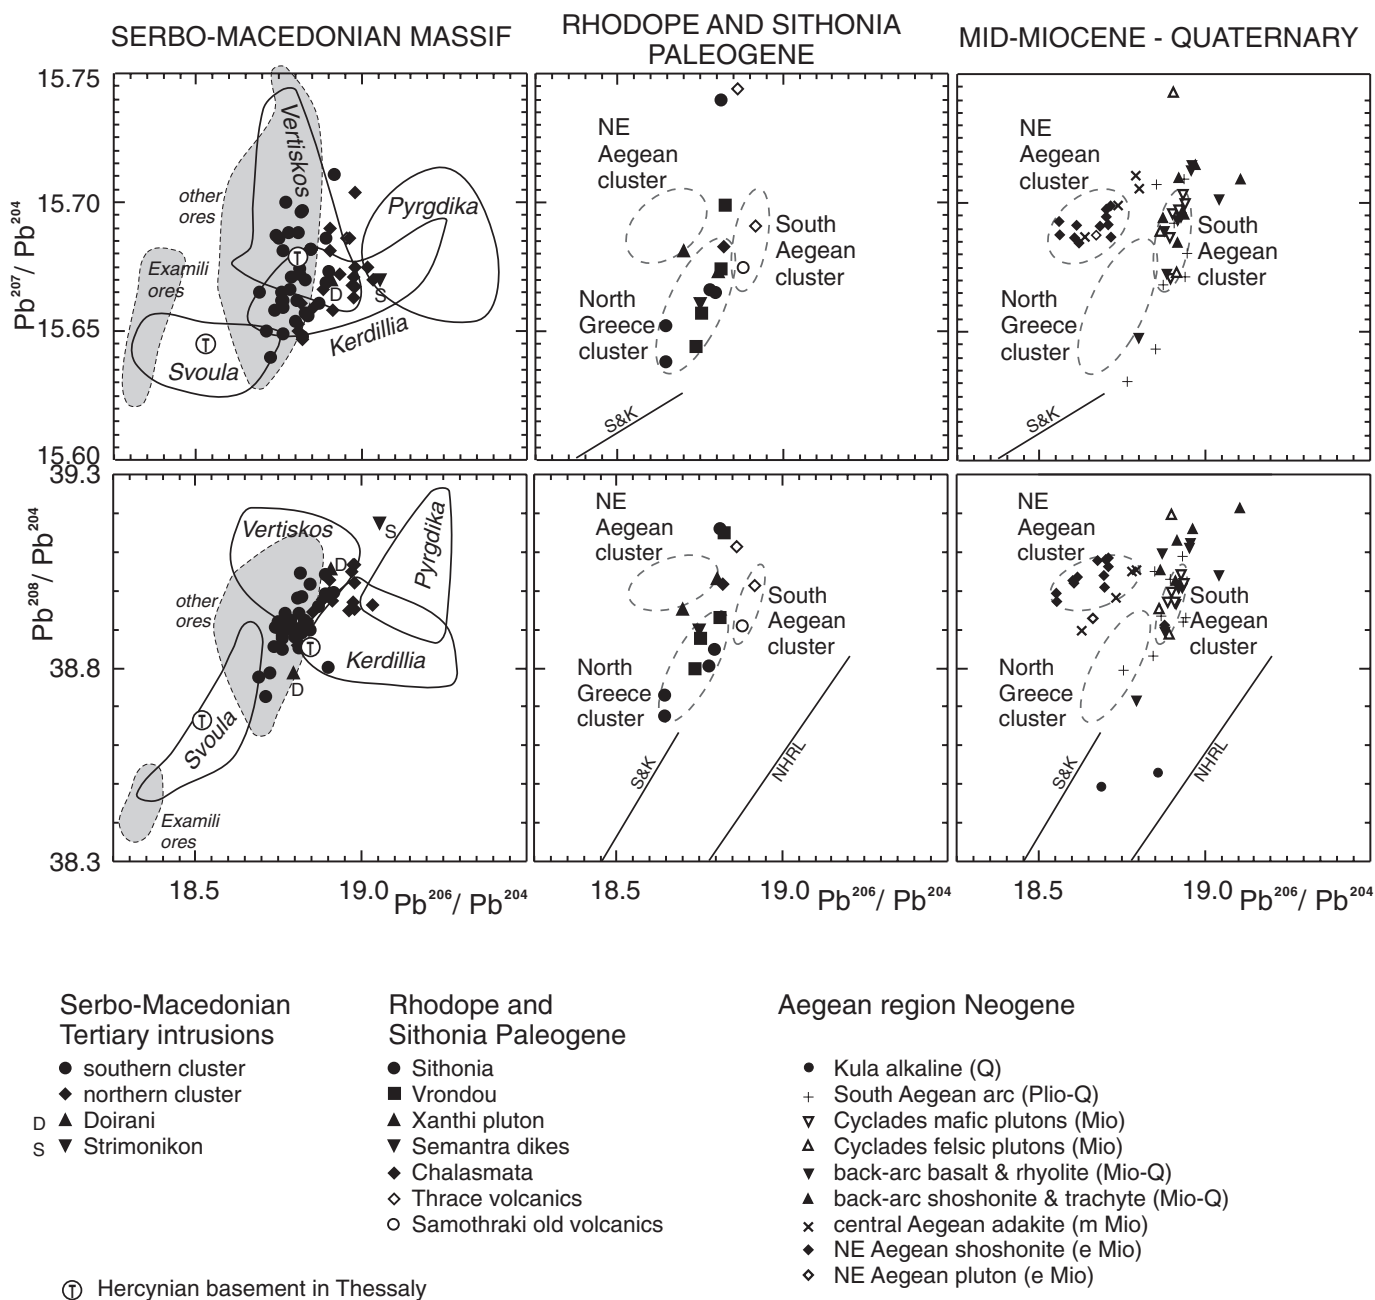 SERBO-MACEDONIAN MASSIF
RHODOPE AND SITHONIA
PALEOGENE
MID-MIOCENE - QUATERNARY
15.75
15.70
15.65
15.60
Pb207/ Pb204
Vertiskos
other
ores
Pyrgdika
Examili
ores
T
D
S
Kerdillia
T
Svoula
NE
Aegean
cluster
South
Aegean
cluster
North
Greece
cluster
S&K
NE
Aegean
cluster
South
Aegean
cluster
North
Greece
cluster
S&K
39.3
38.8
38.3
Pb208/ Pb204
Vertiskos
S
Pyrgdika
D
other
ores
T
Kerdillia
D
T
Svoula
Examili
ores
NE
Aegean
cluster
South
Aegean
cluster
North
Greece
cluster
S&K
NHRL
NE
Aegean
cluster
South
Aegean
cluster
North
Greece
cluster
S&K
NHRL
18.5 19.0 Pb206/ Pb204
18.5 19.0 Pb206/ Pb204
18.5 19.0 Pb206/ Pb204
Serbo-Macedonian
Tertiary intrusions
southern cluster
northern cluster
D Doirani
S Strimonikon
Rhodope and
Sithonia Paleogene
Sithonia
Vrondou
Xanthi pluton
Semantra dikes
Chalasmata
Thrace volcanics
Samothraki old volcanics
Aegean region Neogene
Kula alkaline (Q)
South Aegean arc (Plio-Q)
Cyclades mafic plutons (Mio)
Cyclades felsic plutons (Mio)
back-arc basalt & rhyolite (Mio-Q)
back-arc shoshonite & trachyte (Mio-Q)
central Aegean adakite (m Mio)
NE Aegean shoshonite (e Mio)
NE Aegean pluton (e Mio)
T Hercynian basement in Thessaly